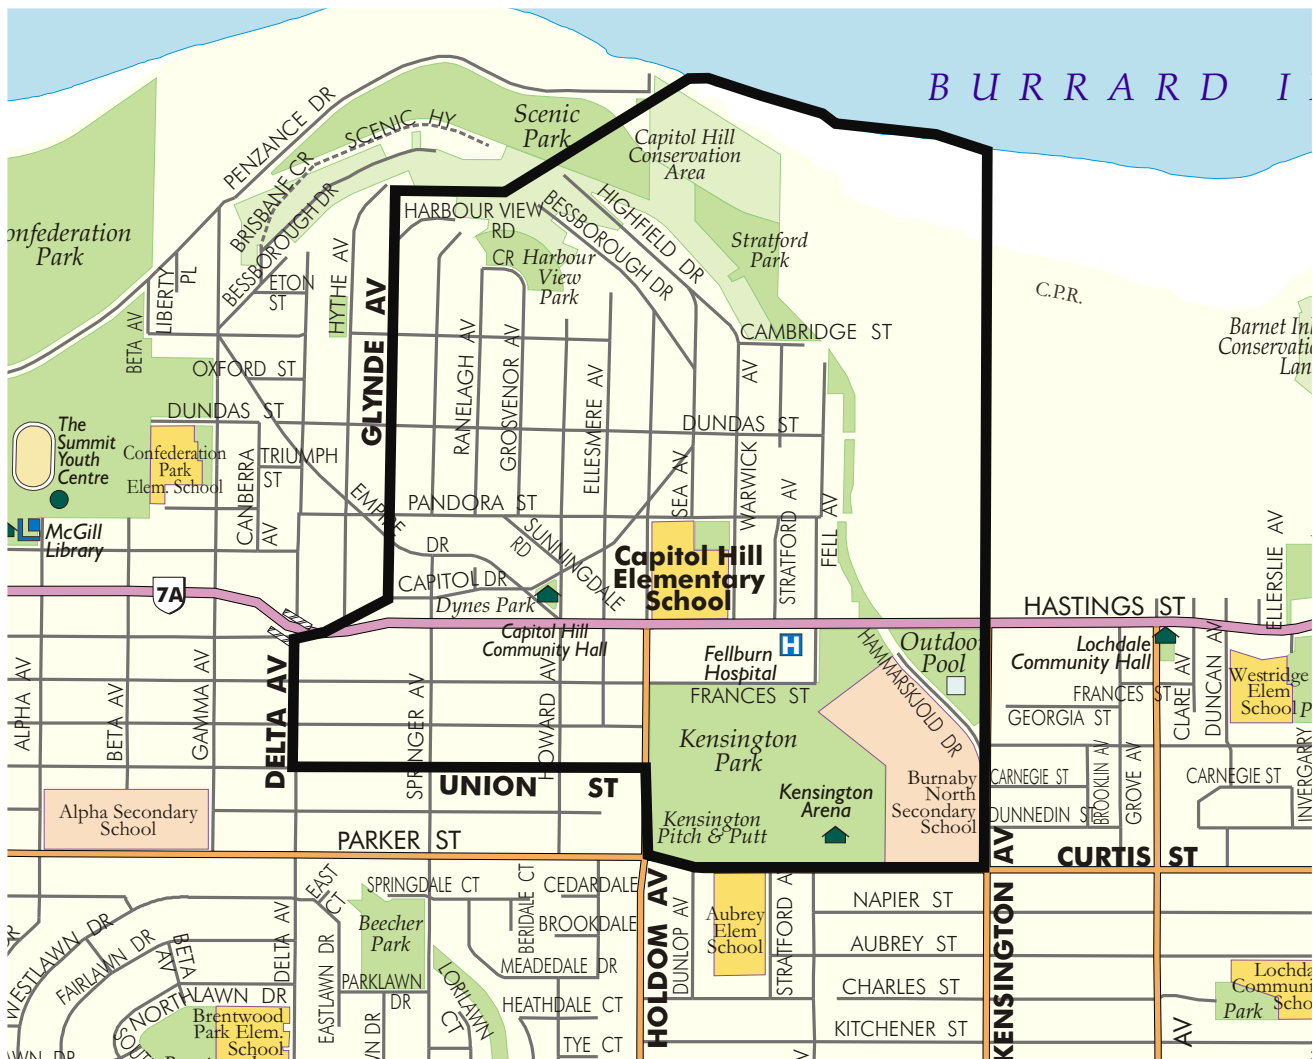 BURRARD I
PENZANCE DR
SCENIC HY
Scenic
Park
Capitol Hill
Conservation
Area
BRISBANE CR
BESSBOROUGH DR
HARBOUR VIEW
RD
BESSBOROUGH DR
HIGHFIELD DR
onfederation
Park
Stratford
Park
CR
Harbour
View
Park
LIBERTY
PL
ETON
ST
HYTHE AV
GLYNDE AV
C.P.R.
BETA AV
CAMBRIDGE ST
Barnet In
Conservati
Lan
OXFORD ST
RANELAGH AV
GROSVENOR AV
ELLESMERE AV
AV
DUNDAS ST
DUNDAS ST
The
Summit
Youth
Centre
Confederation
Park
Elem. School
CANBERRA
AV
TRIUMPH
ST
SEA AV
WARWICK
EMPIRE
DR
PANDORA ST
SUNNINGDALE
RD
STRATFORD AV
FELL AV
McGill
Library
ELLERSLIE AV
Capitol Hill
Elementary
School
CAPITOL DR
Dynes Park
7A
HASTINGS ST
Capitol Hill
Community Hall
Fellburn
Hospital
H
HAMMARSKJOLD DR
Outdoo
Pool
Lochdale
Community Hall
ALPHA AV
BETA AV
GAMMA AV
DELTA AV
SPRINGER AV
HOWARD AV
FRANCES ST
FRANCES ST
CLARE AV
DUNCAN AV
Westridge
Elem
School
P
GEORGIA ST
Kensington
Park
CARNEGIE ST
BROOKLIN AV
GROVE AV
CARNEGIE ST
INVERGARRY
UNION ST
Alpha Secondary
School
Kensington
Arena
Burnaby
North
Secondary
School
DUNNEDIN ST
Kensington
Pitch & Putt
PARKER ST
CURTIS ST
EAST
CT
SPRINGDALE CT
BERIDALE CT
CEDARDALE
HOLDOM AV
DUNLOP AV
STRATFORD A
KENSINGTON AV
NAPIER ST
WESTLAWN DR
FAIRLAWN DR
BETA
AV
DELTA AV
Beecher
Park
BROOKDALE
Aubrey
Elem
School
AUBREY ST
EASTLAWN DR
PARKLAWN
DR
LORILAWN
CT
MEADEDALE DR
CHARLES ST
Lochda
Communi
Scho
Park
NORTHLAWN DR
Brentwood
Park Elem.
School
HEATHDALE CT
KITCHENER ST
AV
TYE CT
WN DR
AWN DR
V